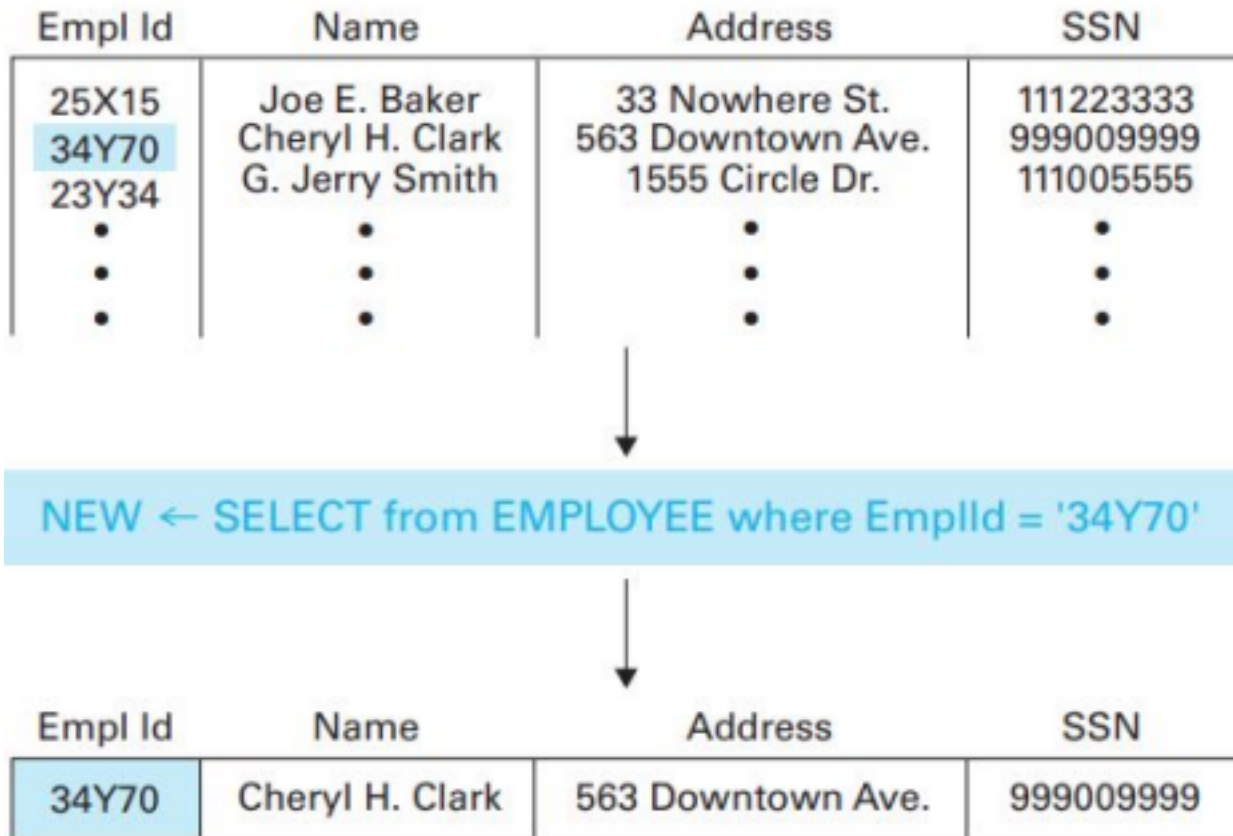 Empl Id Name Address SSN
25X15 Joe E. Baker 33 Nowhere St. 111223333
34Y70 Cheryl H. Clark 563 Downtown Ave. 999009999
23Y34 G. Jerry Smith 1555 Circle Dr. 111005555
• • • •
• • • •
• • • •
NEW ← SELECT from EMPLOYEE where EmplId = '34Y70'
Empl Id Name Address SSN
34Y70 Cheryl H. Clark 563 Downtown Ave. 999009999